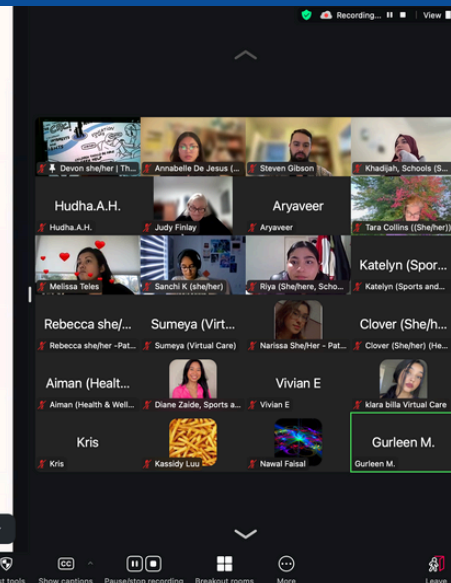 Recording...
View
Devon she/her | Th...
Annabelle De Jesus (...
Steven Gibson
Khadijah, Schools (S...
Hudha.A.H.
Hudha.A.H.
Judy Finlay
Aryaveer
Aryaveer
Tara Collins ((She/her))
Melissa Teles
Sanchi K (she/her)
Riya (She/here, Scho...
Katelyn (Spor...
Katelyn (Sports and...
Rebecca she/...
Rebecca she/her -Pat...
Sumeya (Virt...
Sumeya (Virtual Care)
Narissa She/Her - Pat...
Clover (She/h...
Clover (She/her) (He...
Aiman (Healt...
Aiman (Health & Well...
Diane Zaide, Sports a...
Vivian E
Vivian E
klara billa Virtual Care
Kris
Kris
Kassidy Luu
Nawal Faisal
Gurleen M.
Gurleen M.
st tools
CC
Show captions
Pause/stop recording
Breakout rooms
More
Leave